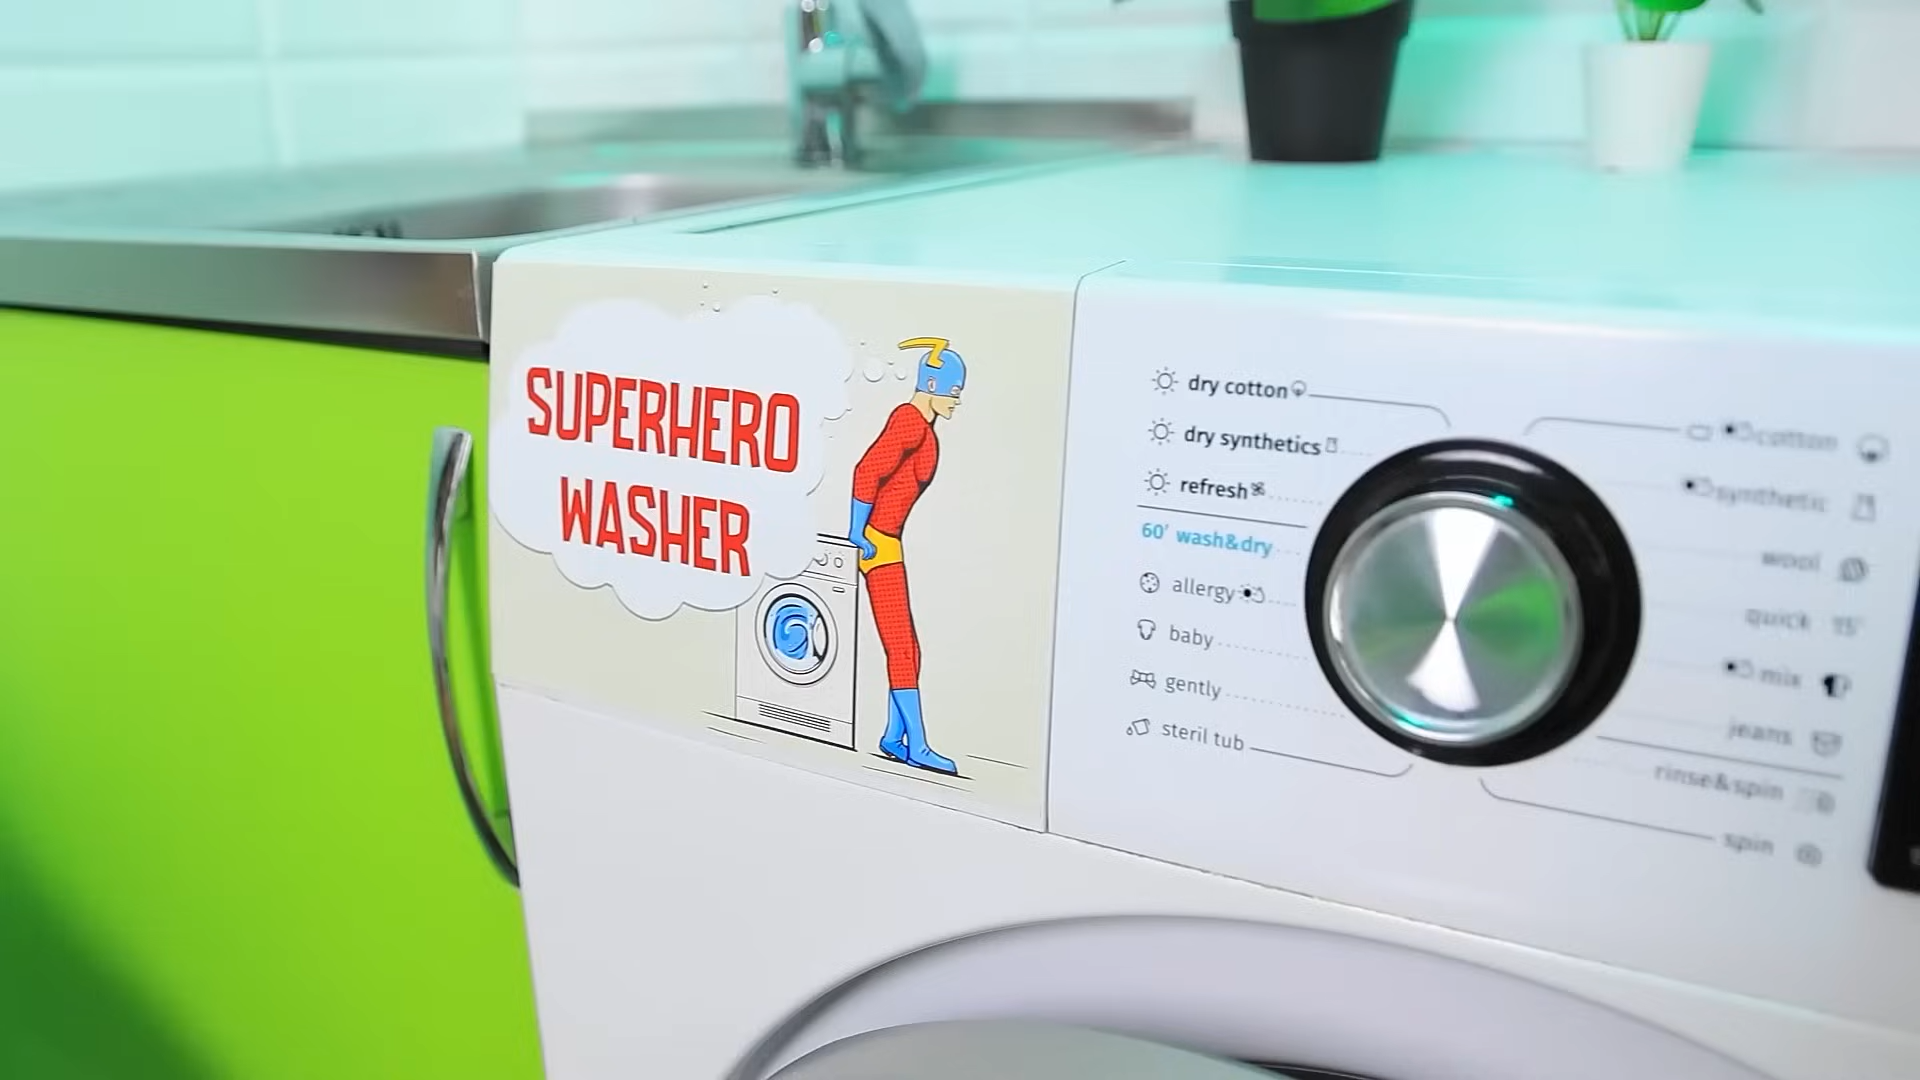 SUPERHERO
WASHER
dry cotton
dry synthetics
refresh
60' wash&dry
allergy
baby
gently
steril tub
cotton
synthetic
wool
quick 15'
mix
jeans
rinse&spin
spin